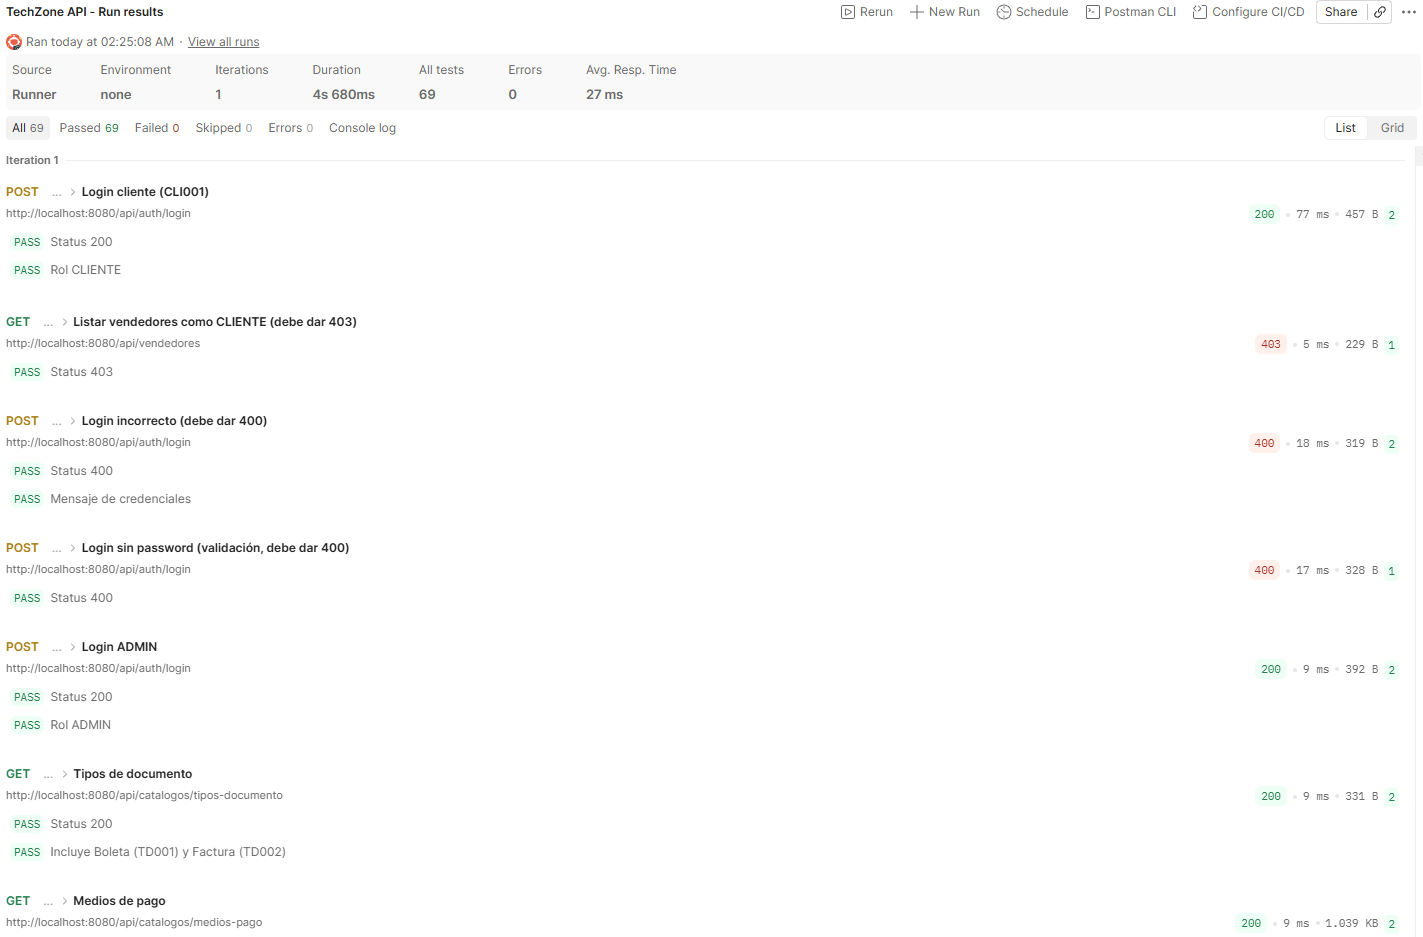 TechZone API - Run results
Rerun New Run Schedule Postman CLI Configure CI/CD Share
Ran today at 02:25:08 AM · View all runs
Source Environment Iterations Duration All tests Errors Avg. Resp. Time
Runner none 1 4s 680ms 69 0 27 ms
All 69 Passed 69 Failed 0 Skipped 0 Errors 0 Console log List Grid
Iteration 1
POST ... > Login cliente (CLI001)
http://localhost:8080/api/auth/login 200 • 77 ms • 457 B 2
PASS Status 200
PASS Rol CLIENTE
GET ... > Listar vendedores como CLIENTE (debe dar 403)
http://localhost:8080/api/vendedores 403 • 5 ms • 229 B 1
PASS Status 403
POST ... > Login incorrecto (debe dar 400)
http://localhost:8080/api/auth/login 400 • 18 ms • 319 B 2
PASS Status 400
PASS Mensaje de credenciales
POST ... > Login sin password (validación, debe dar 400)
http://localhost:8080/api/auth/login 400 • 17 ms • 328 B 1
PASS Status 400
POST ... > Login ADMIN
http://localhost:8080/api/auth/login 200 • 9 ms • 392 B 2
PASS Status 200
PASS Rol ADMIN
GET ... > Tipos de documento
http://localhost:8080/api/catalogos/tipos-documento 200 • 9 ms • 331 B 2
PASS Status 200
PASS Incluye Boleta (TD001) y Factura (TD002)
GET ... > Medios de pago
http://localhost:8080/api/catalogos/medios-pago 200 • 9 ms • 1.039 KB 2